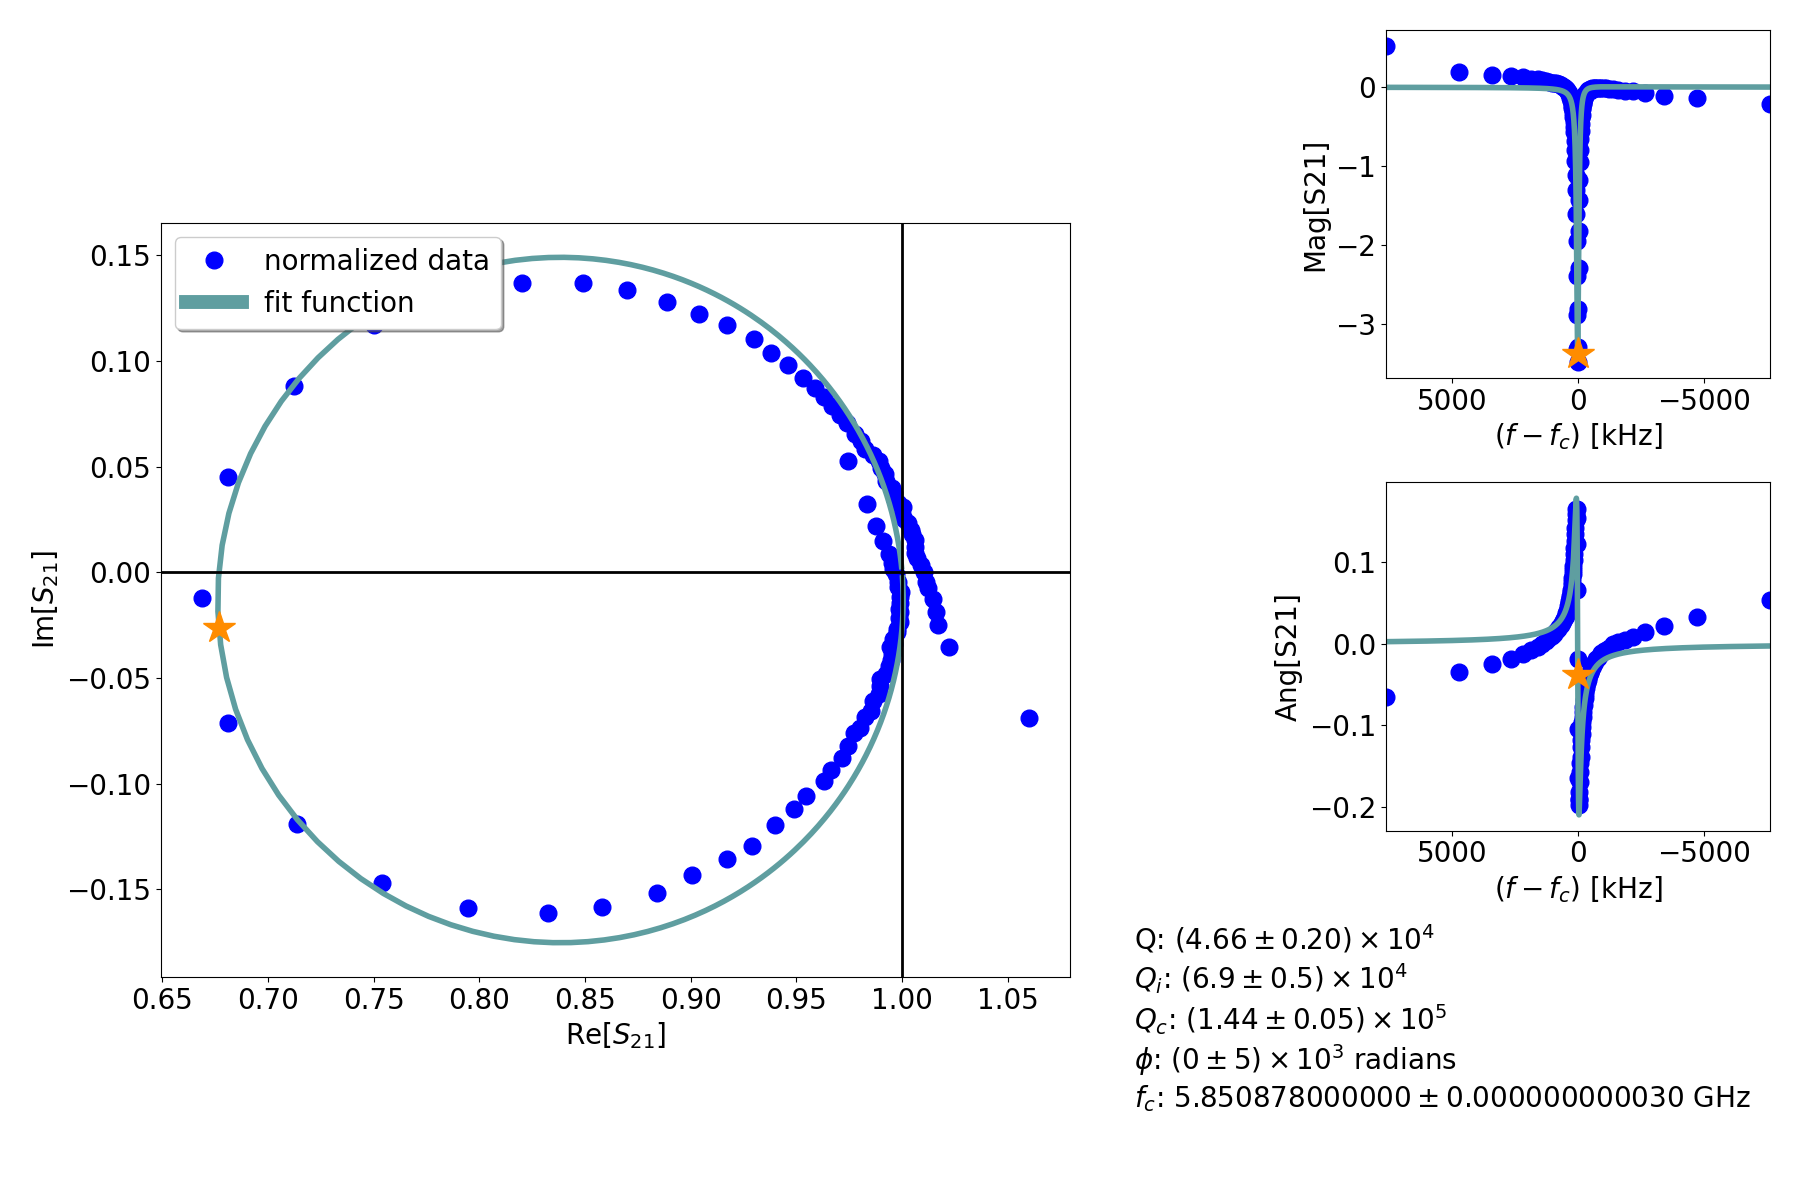 normalized data
fit function
0.15
0.10
0.05
0.00
−0.05
−0.10
−0.15
Im[S21]
0.65 0.70 0.75 0.80 0.85 0.90 0.95 1.00 1.05
Re[S21]
0
−1
−2
−3
Mag[S21]
5000 0 −5000
(f − fc) [kHz]
0.1
0.0
−0.1
−0.2
Ang[S21]
5000 0 −5000
(f − fc) [kHz]
Q: (4.66 ± 0.20) × 10^4
Qi: (6.9 ± 0.5) × 10^4
Qc: (1.44 ± 0.05) × 10^5
ϕ: (0 ± 5) × 10^3 radians
fc: 5.850878000000 ± 0.000000000030 GHz